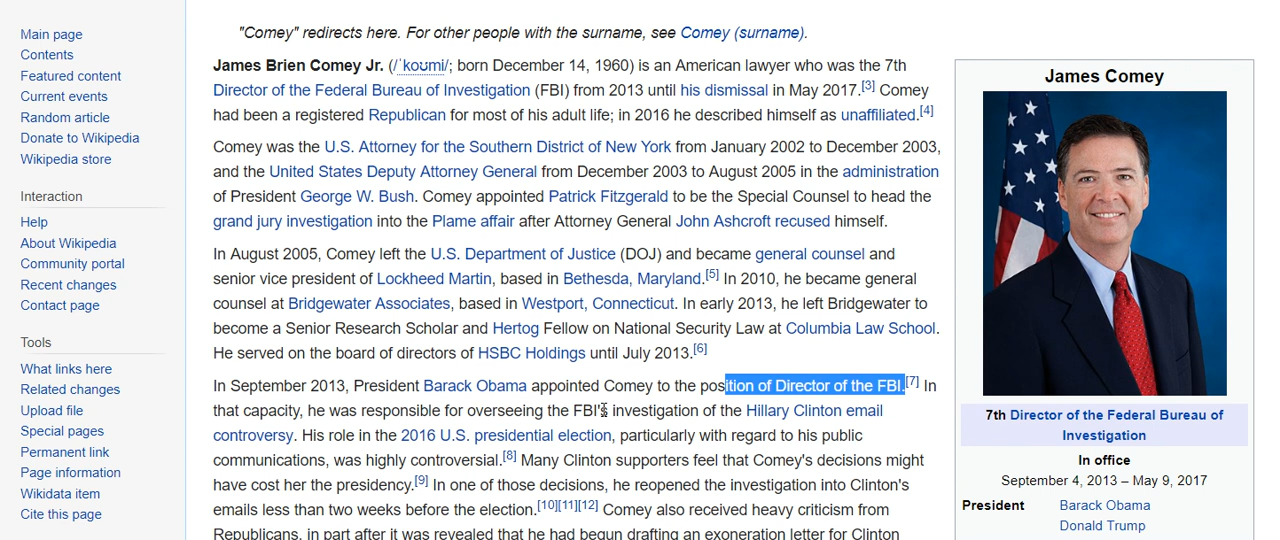 Main page
Contents
Featured content
Current events
Random article
Donate to Wikipedia
Wikipedia store
Interaction
Help
About Wikipedia
Community portal
Recent changes
Contact page
Tools
What links here
Related changes
Upload file
Special pages
Permanent link
Page information
Wikidata item
Cite this page
"Comey" redirects here. For other people with the surname, see Comey (surname).
James Brien Comey Jr. (/ˈkoʊmi/; born December 14, 1960) is an American lawyer who was the 7th
Director of the Federal Bureau of Investigation (FBI) from 2013 until his dismissal in May 2017.[3] Comey
had been a registered Republican for most of his adult life; in 2016 he described himself as unaffiliated.[4]
Comey was the U.S. Attorney for the Southern District of New York from January 2002 to December 2003,
and the United States Deputy Attorney General from December 2003 to August 2005 in the administration
of President George W. Bush. Comey appointed Patrick Fitzgerald to be the Special Counsel to head the
grand jury investigation into the Plame affair after Attorney General John Ashcroft recused himself.
In August 2005, Comey left the U.S. Department of Justice (DOJ) and became general counsel and
senior vice president of Lockheed Martin, based in Bethesda, Maryland.[5] In 2010, he became general
counsel at Bridgewater Associates, based in Westport, Connecticut. In early 2013, he left Bridgewater to
become a Senior Research Scholar and Hertog Fellow on National Security Law at Columbia Law School.
He served on the board of directors of HSBC Holdings until July 2013.[6]
In September 2013, President Barack Obama appointed Comey to the position of Director of the FBI.[7] In
that capacity, he was responsible for overseeing the FBI's investigation of the Hillary Clinton email
controversy. His role in the 2016 U.S. presidential election, particularly with regard to his public
communications, was highly controversial.[8] Many Clinton supporters feel that Comey's decisions might
have cost her the presidency.[9] In one of those decisions, he reopened the investigation into Clinton's
emails less than two weeks before the election.[10][11][12] Comey also received heavy criticism from
Republicans, in part after it was revealed that he had begun drafting an exoneration letter for Clinton
James Comey
7th Director of the Federal Bureau of
Investigation
In office
September 4, 2013 – May 9, 2017
President Barack Obama
Donald Trump